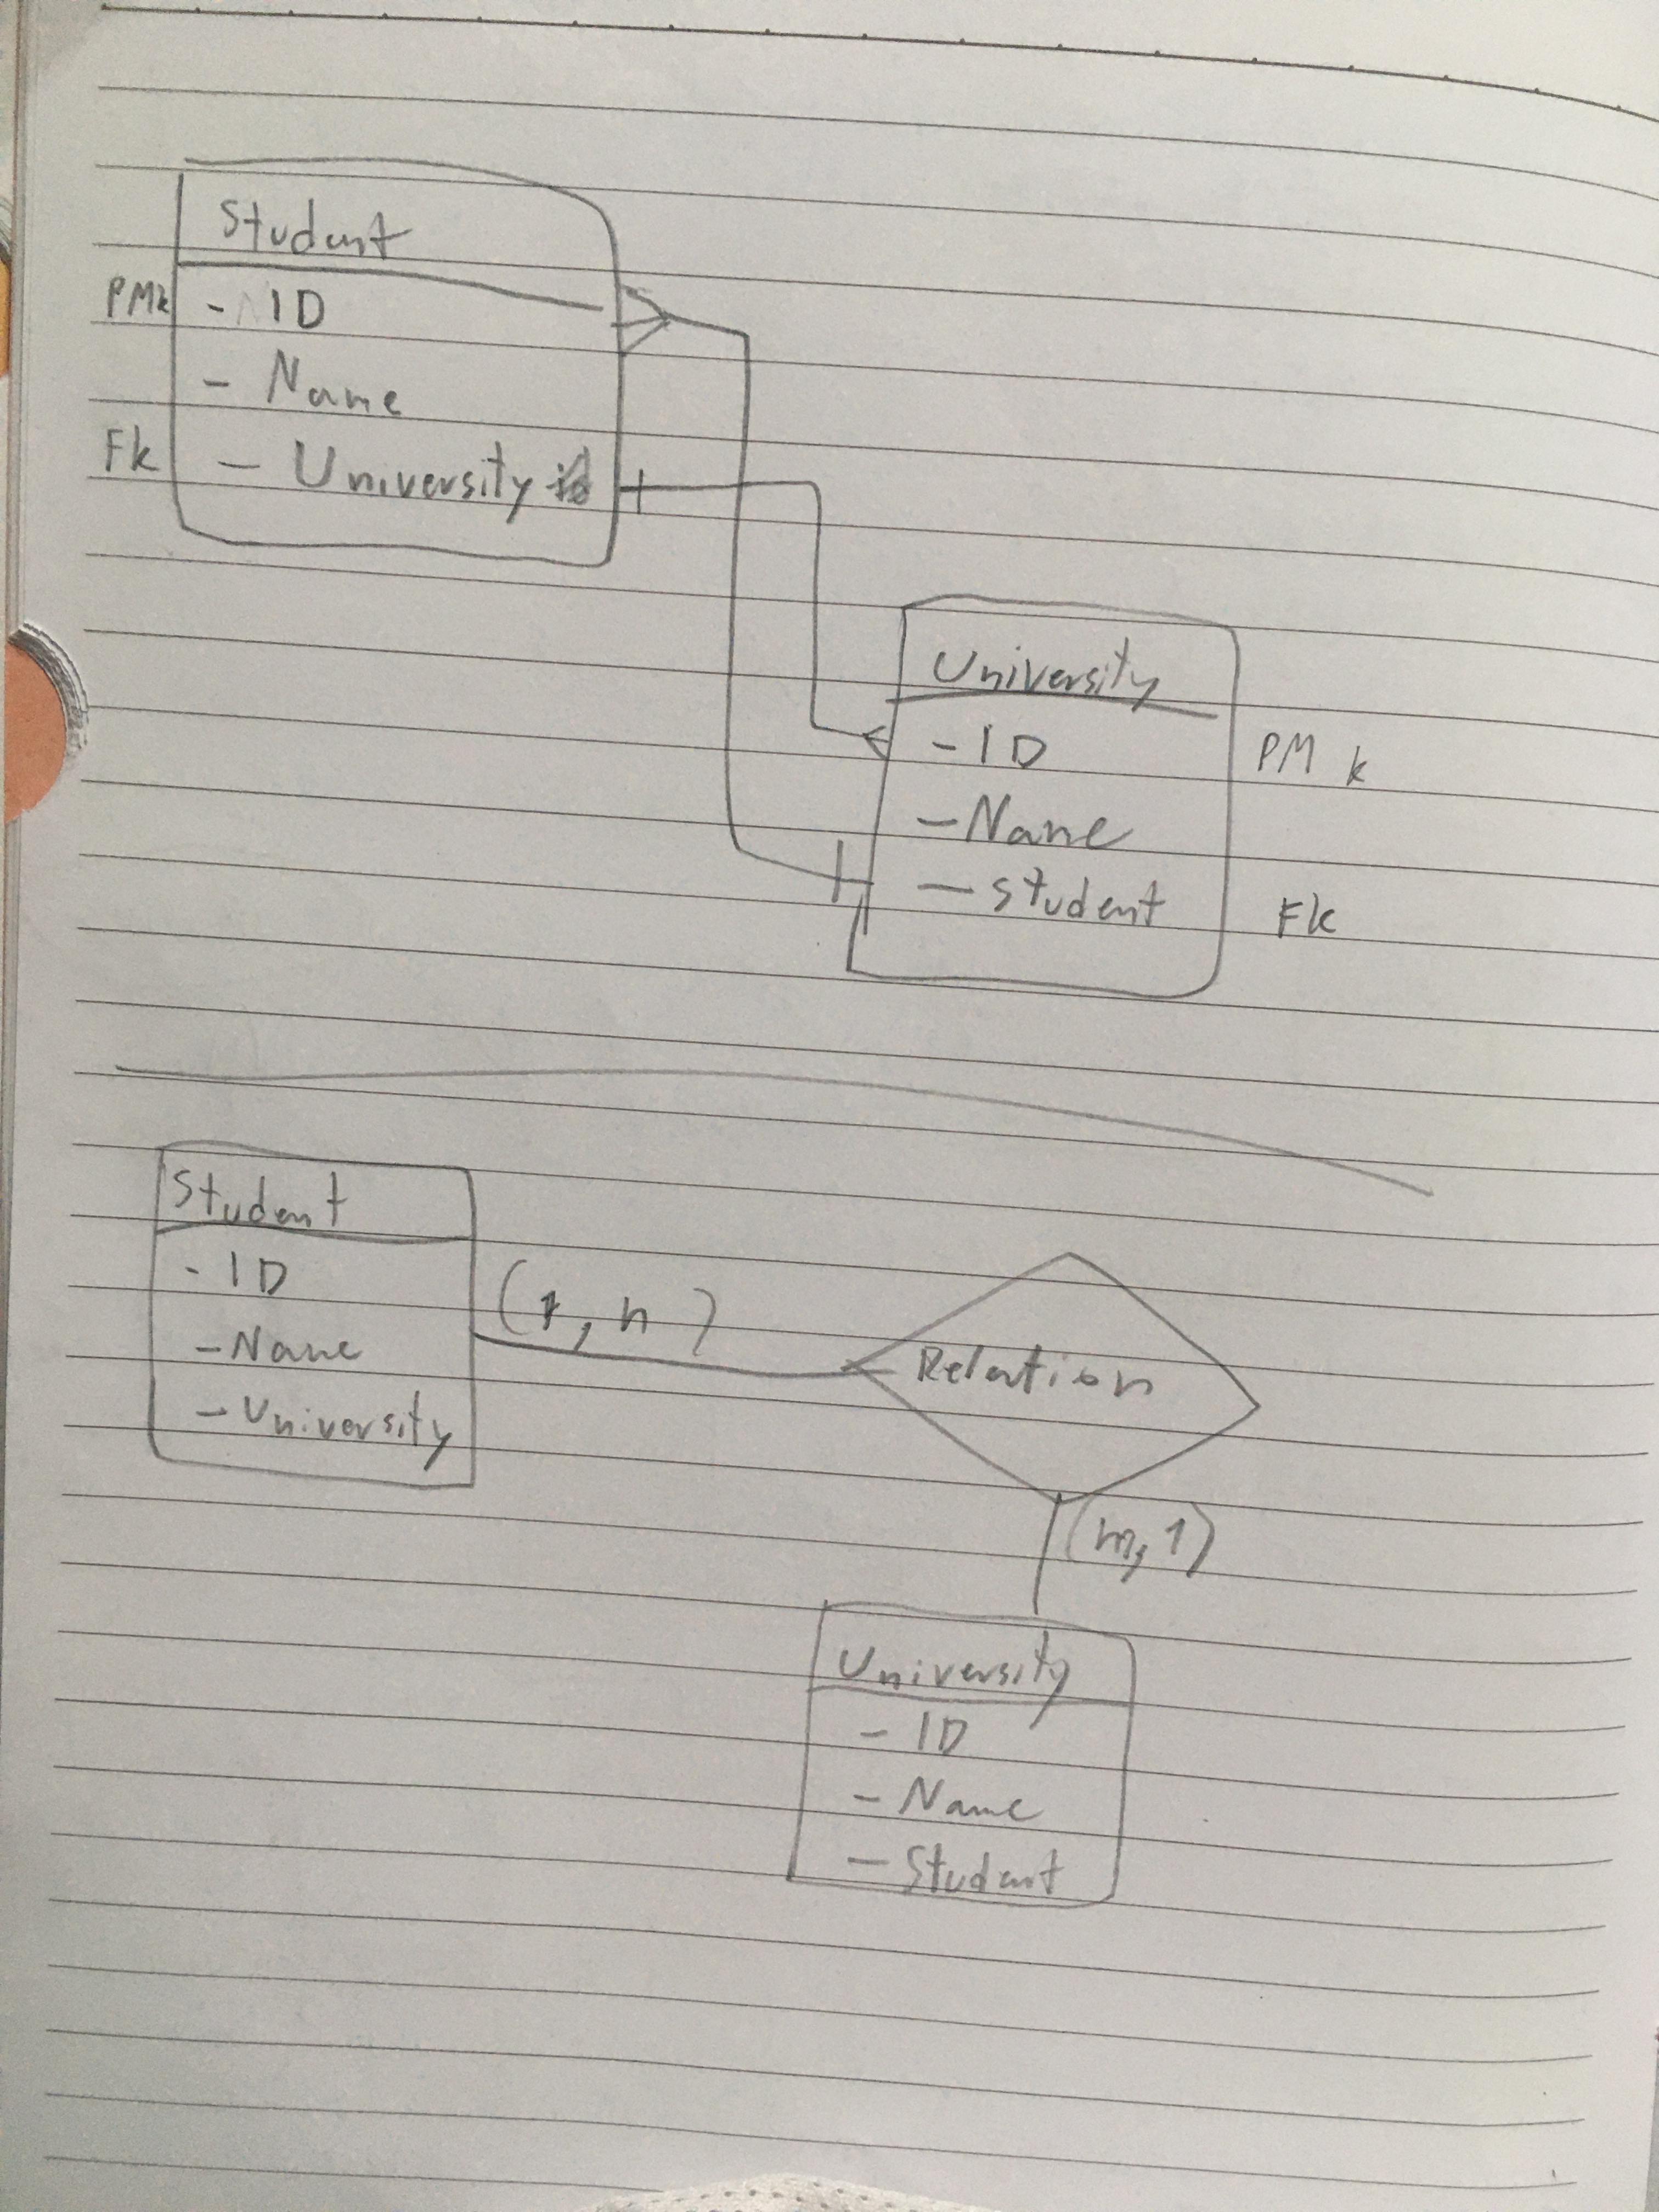 Student
PMk - ID
- Name
Fk - University
University
- ID PM k
- Name
- student Fk
Student
- ID
- Name
- University
(1, n)
Relation
(m, 1)
University
- ID
- Name
- Student